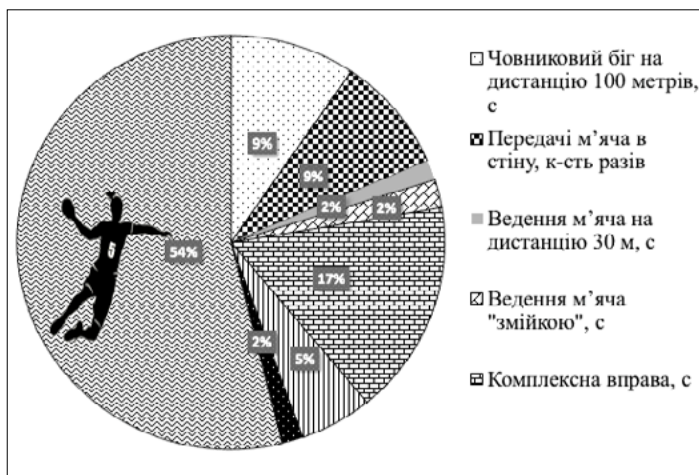 9%
9%
2%
2%
17%
5%
2%
54%
5
Човниковий біг на
дистанцію 100 метрів,
с
Передачі м’яча в
стіну, к-сть разів
Ведення м’яча на
дистанцію 30 м, с
Ведення м’яча
"змійкою", с
Комплексна вправа, с